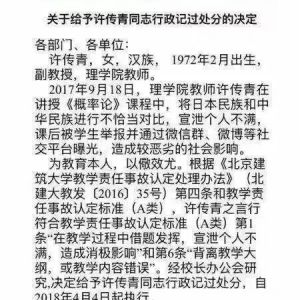 关于给予许传青同志行政记过处分的决定
各部门、各单位：
许传青，女，汉族， 1972年2月出生，
副教授，理学院教师。
2017年9月18日，理学院教师许传青在
讲授《概率论》课程中，将日本民族和中
华民族进行不恰当对比，宣泄个人不满，
课后被学生举报并通过微信群、微博等社
交平台曝光，造成较恶劣的社会影响。
为教育本人，以儆效尤。根据《北京建
筑大学教学责任事故认定处理办法》（北
建大教发〔2016〕35号）第四条和教学责
任事故认定标准（A类），许传青之言行
符合教学责任事故认定标准（A类）第1
条“在教学过程中借题发挥，宣泄个人不
满，造成消极影响”和第6条“背离教学大
纲，或教学内容错误”。经校长办公会研
究,决定给予许传青行政记过处分，自
2018年4月4日起执行